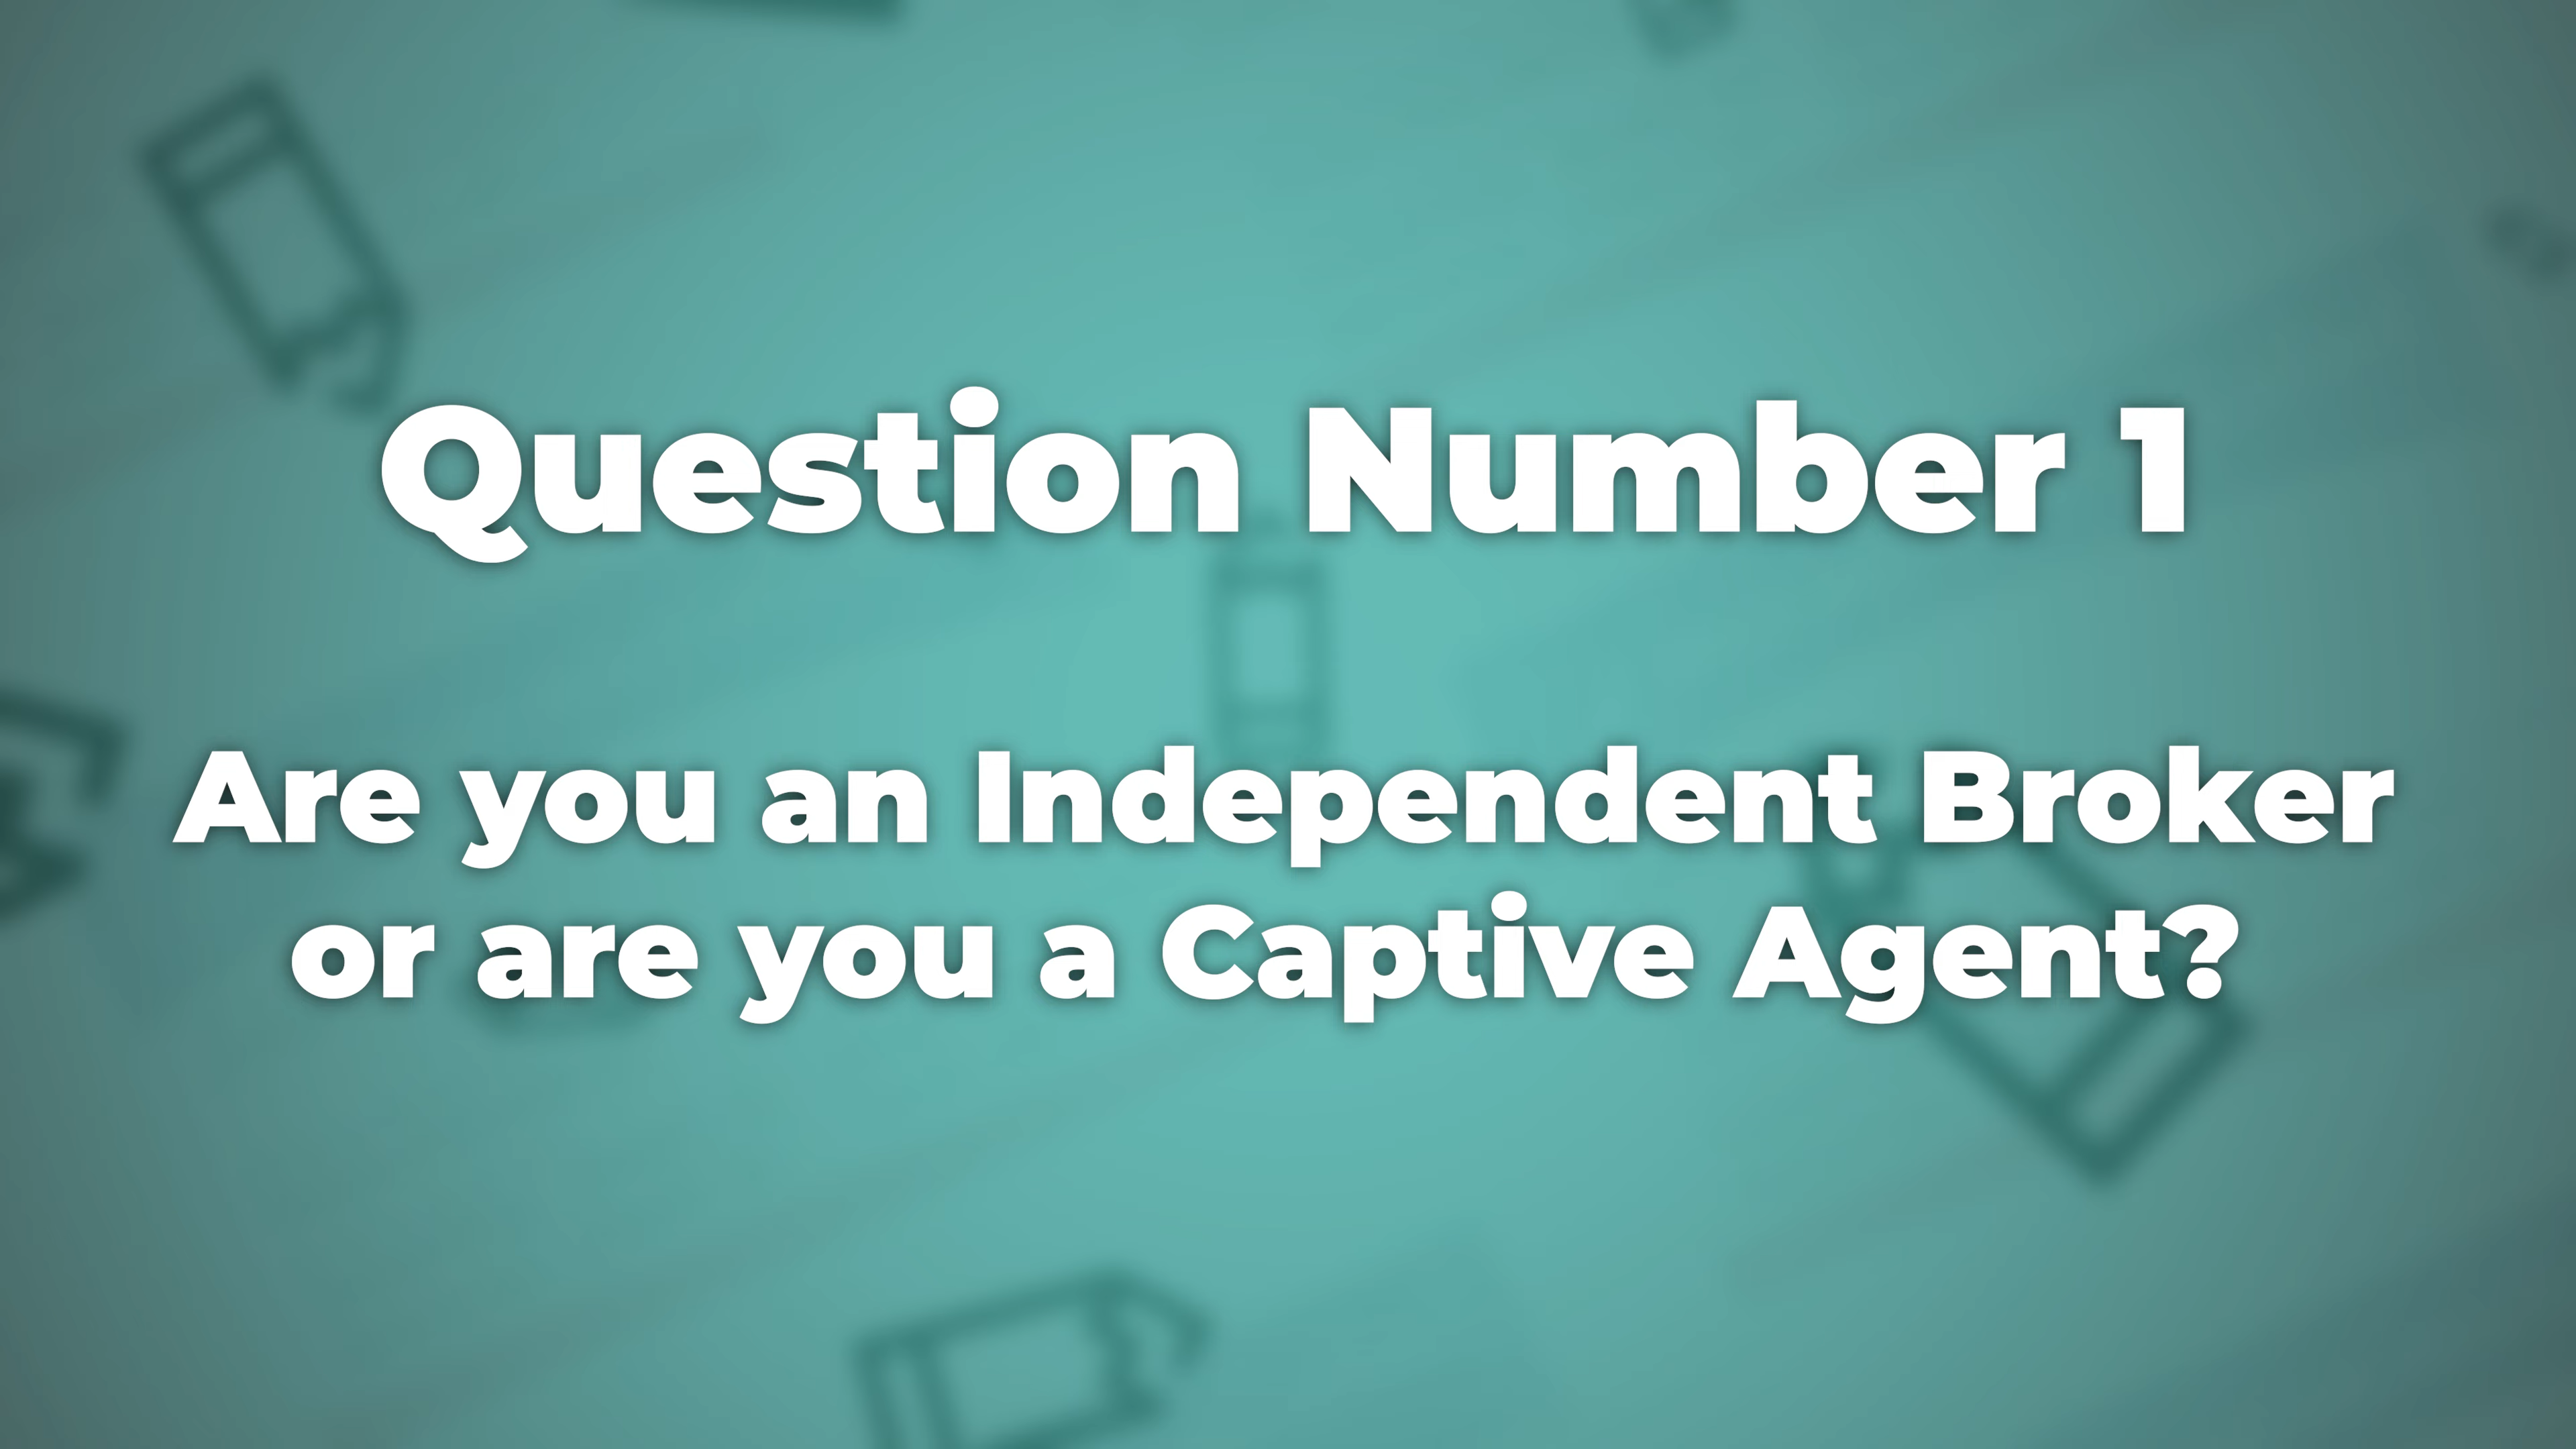 Question Number 1
Are you an Independent Broker
or are you a Captive Agent?